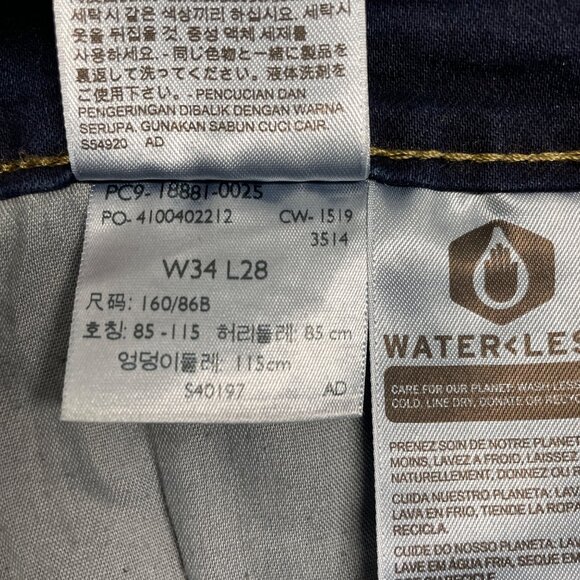 세탁시 같은 색상끼리 하십시오. 세탁시
옷을 뒤집을 것. 중성 액체 세제를
사용하십시오. - 同じ色物と一緒に製品を
裏返して洗ってください。液体洗剤を
ご使用下さい。- PENCUCIAN DAN
PENGERINGAN DIBALIK DENGAN WARNA
SERUPA. GUNAKAN SABUN CUCI CAIR.
S54920 AD
PC9-18881-0025
PO-4100402212 CW-1519
3514
W34 L28
尺码: 160/86B
호칭: 85-115 허리둘레: 85 cm
엉덩이둘레: 115cm
S40197 AD
WATER<LES
CARE FOR OUR PLANET: WASH LESS,
COLD, LINE DRY, DONATE OR RECY
PRENEZ SOIN DE NOTRE PLANET
MOINS, LAVEZ A FROID, LAISSEZ
NATURELLEMENT, DONNEZ OU
CUIDA NUESTRO PLANETA: LAV
LAVA EN FRIO, TIENDE LA ROPA
RECICLA.
CUIDE DO NOSSO PLANETA: LAV
LAVE EM ÁGUA FRIA, SEQUE EM